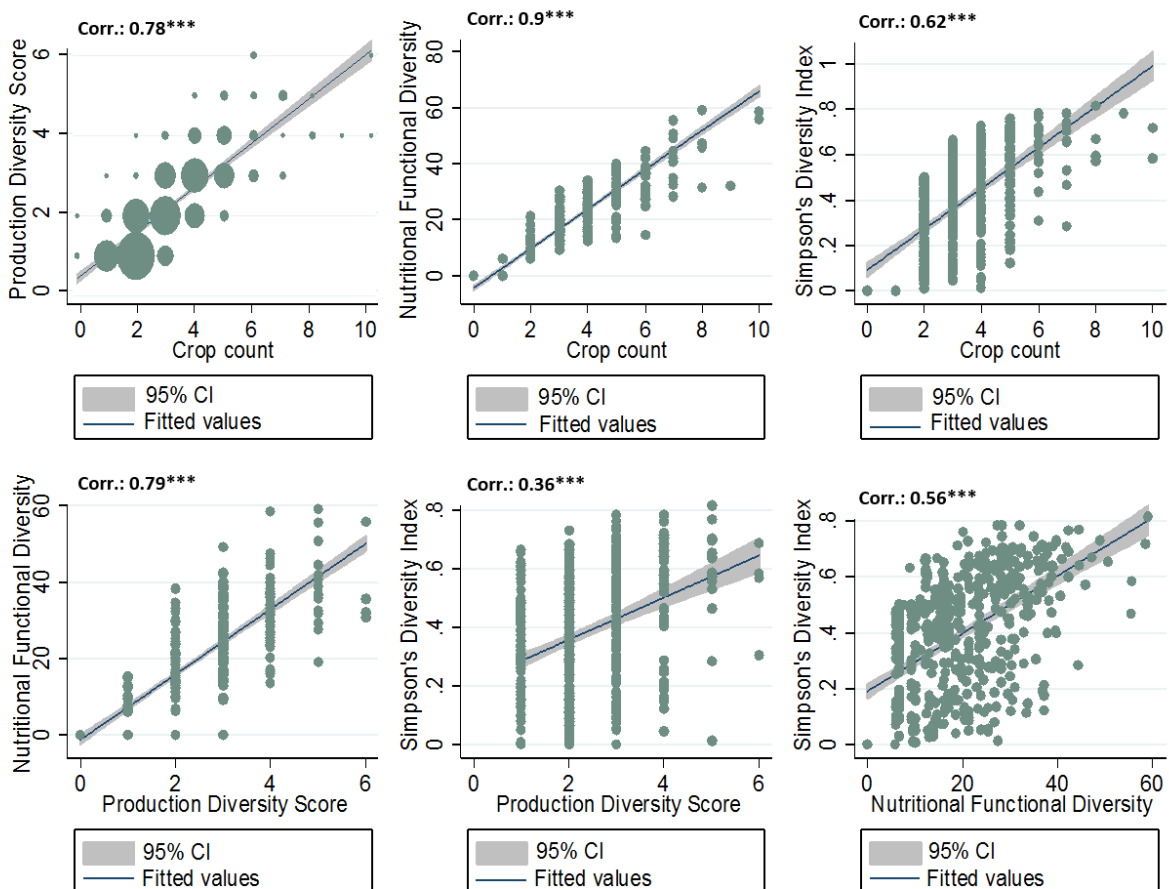 Corr.: 0.78***
Production Diversity Score
6
4
2
0
0 2 4 6 8 10
Crop count
95% CI
Fitted values
Corr.: 0.9***
Nutritional Functional Diversity
80
60
40
20
0
0 2 4 6 8 10
Crop count
95% CI
Fitted values
Corr.: 0.62***
Simpson's Diversity Index
1
.8
.6
.4
.2
0
0 2 4 6 8 10
Crop count
95% CI
Fitted values
Corr.: 0.79***
Nutritional Functional Diversity
60
40
20
0
0 2 4 6
Production Diversity Score
95% CI
Fitted values
Corr.: 0.36***
Simpson's Diversity Index
.8
.6
.4
.2
0
0 2 4 6
Production Diversity Score
95% CI
Fitted values
Corr.: 0.56***
Simpson's Diversity Index
.8
.6
.4
.2
0
0 20 40 60
Nutritional Functional Diversity
95% CI
Fitted values